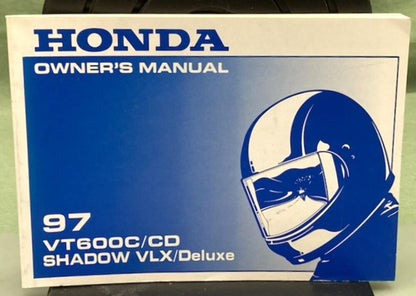 HONDA
OWNER'S MANUAL
97
VT600C/CD
SHADOW VLX/Deluxe